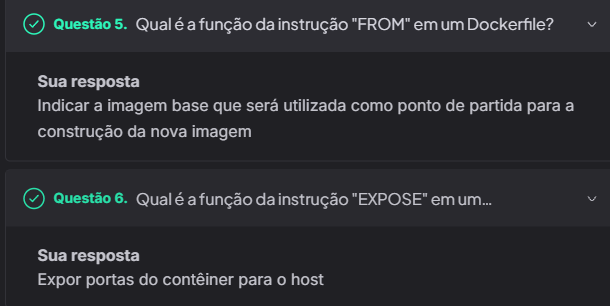 Questão 5. Qual é a função da instrução "FROM" em um Dockerfile?
Sua resposta
Indicar a imagem base que será utilizada como ponto de partida para a
construção da nova imagem
Questão 6. Qual é a função da instrução "EXPOSE" em um...
Sua resposta
Expor portas do contêiner para o host